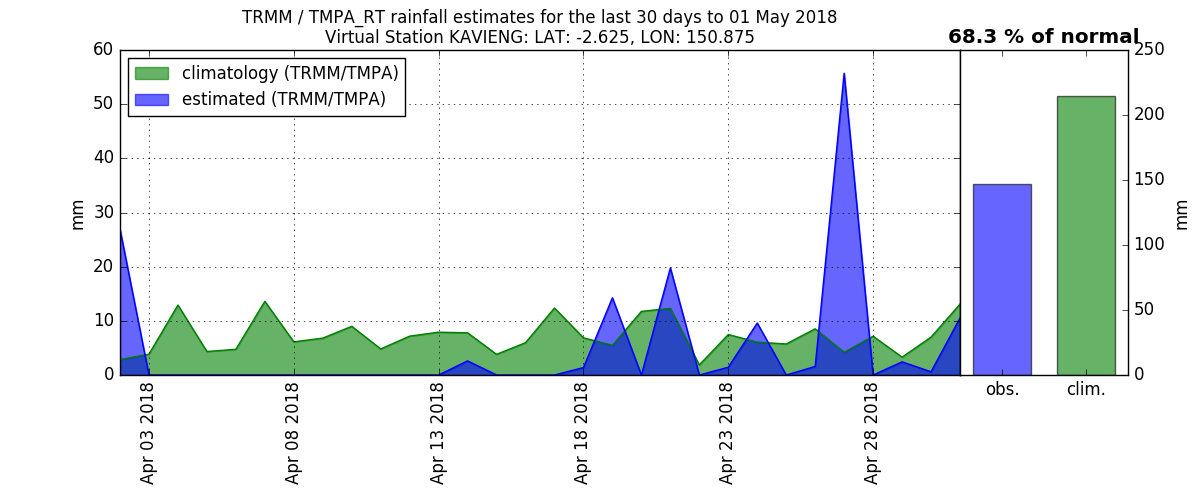 TRMM / TMPA_RT rainfall estimates for the last 30 days to 01 May 2018
Virtual Station KAVIENG: LAT: -2.625, LON: 150.875
68.3 % of normal
climatology (TRMM/TMPA)
estimated (TRMM/TMPA)
60
50
40
30
20
10
0
mm
Apr 03 2018
Apr 08 2018
Apr 13 2018
Apr 18 2018
Apr 23 2018
Apr 28 2018
250
200
150
100
50
0
mm
obs.
clim.